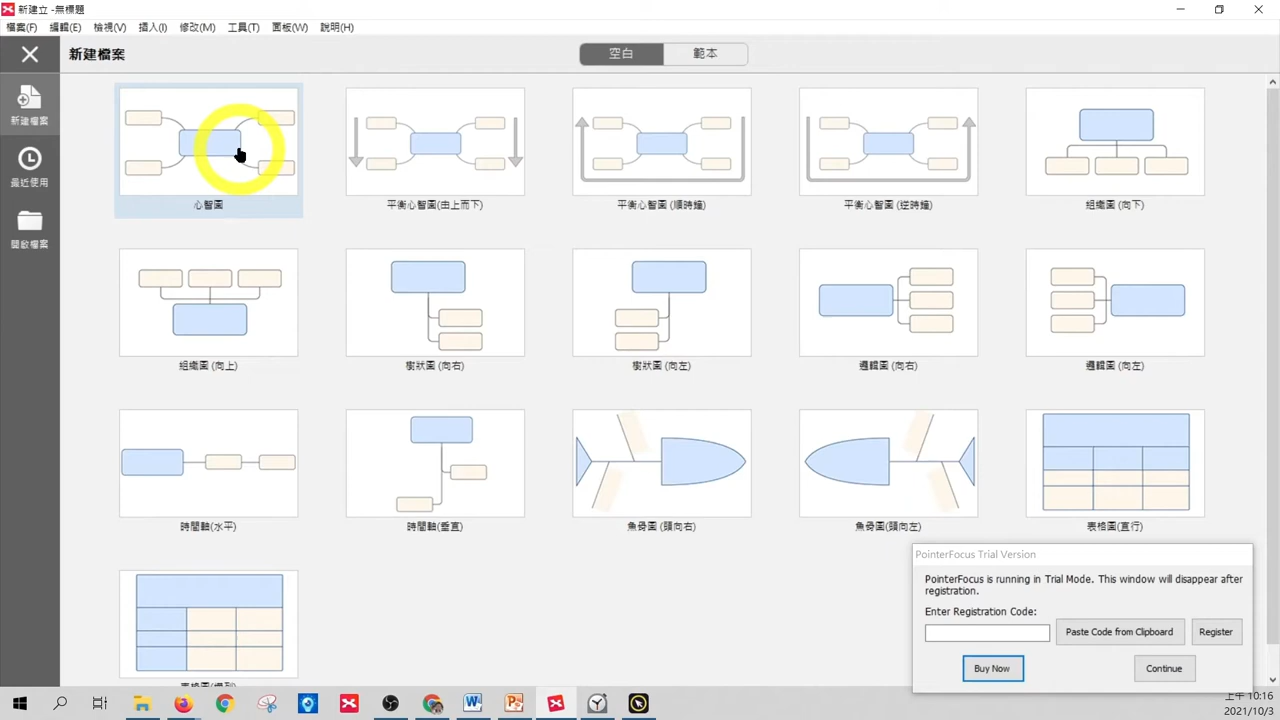 新建立 -無標題
檔案(F) 編輯(E) 檢視(V) 插入(I) 修改(M) 工具(T) 面板(W) 說明(H)
新建檔案
空白 範本
新建檔案
最近使用
開啟檔案
心智圖 平衡心智圖(由上而下) 平衡心智圖 (順時鐘) 平衡心智圖 (逆時鐘) 組織圖 (向下)
組織圖 (向上) 樹狀圖 (向右) 樹狀圖 (向左) 邏輯圖 (向右) 邏輯圖 (向左)
時間軸(水平) 時間軸(垂直) 魚骨圖 (頭向右) 魚骨圖(頭向左) 表格圖(直行)
PointerFocus Trial Version
PointerFocus is running in Trial Mode. This window will disappear after
registration.
Enter Registration Code:
Paste Code from Clipboard Register
Buy Now Continue
上午 10:16
2021/10/3